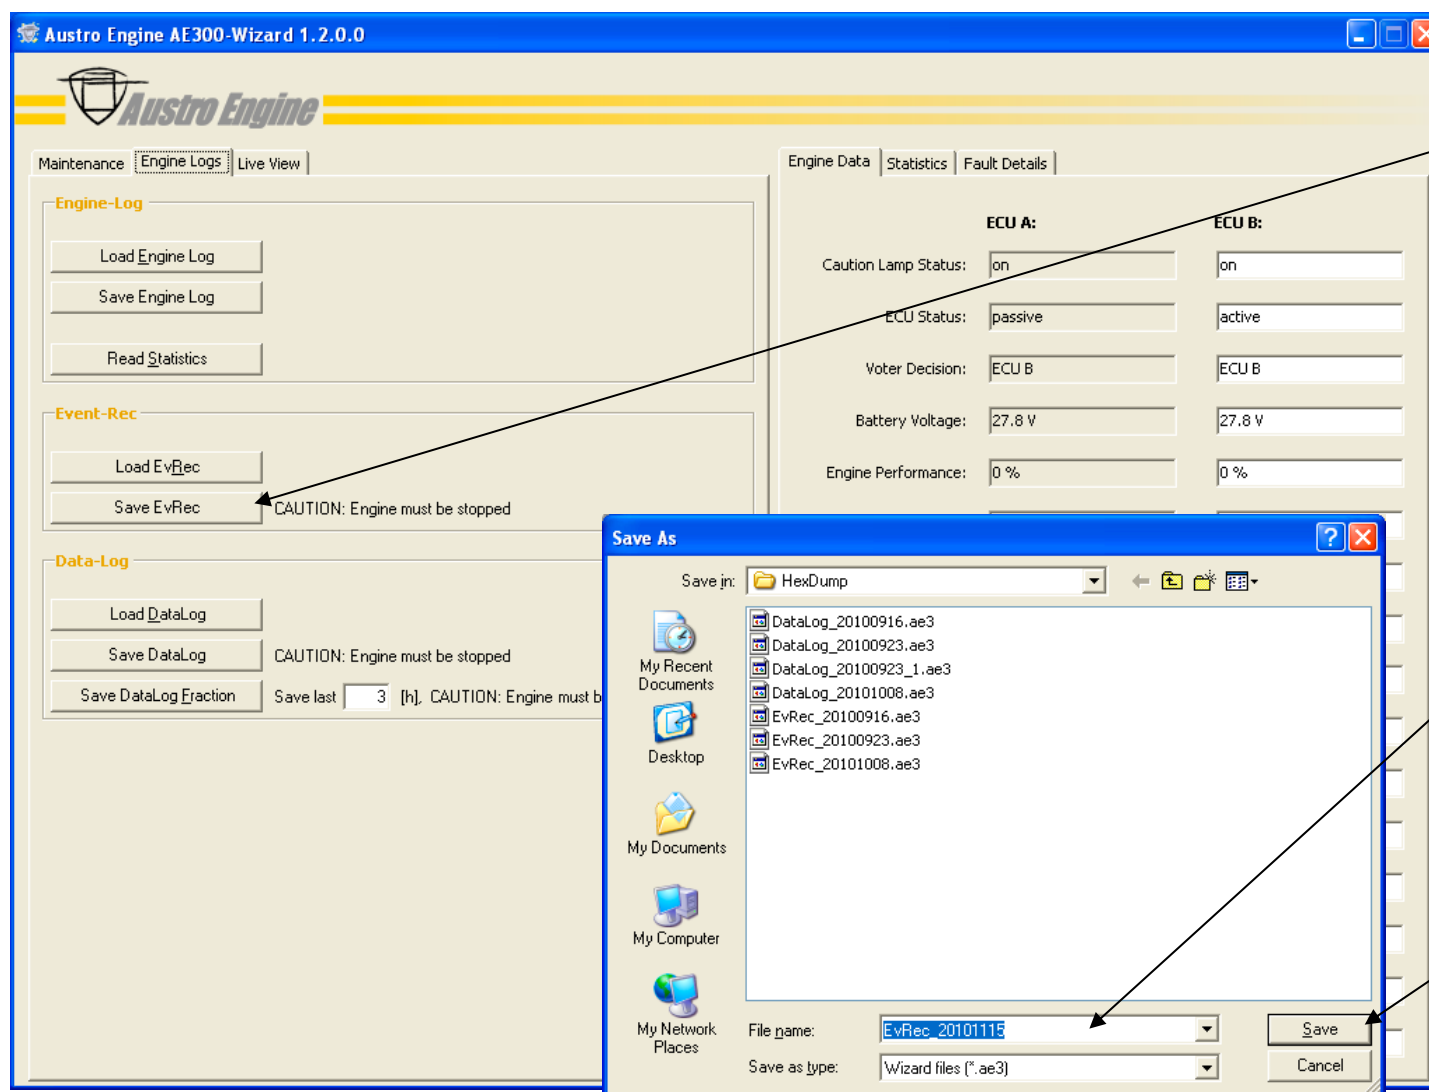 Austro Engine AE300-Wizard 1.2.0.0
Austro Engine
Maintenance
Engine Logs
Live View
Engine-Log
Load Engine Log
Save Engine Log
Read Statistics
Event-Rec
Load EvRec
Save EvRec
CAUTION: Engine must be stopped
Data-Log
Load DataLog
Save DataLog
CAUTION: Engine must be stopped
Save DataLog Fraction
Save last 3 [h], CAUTION: Engine must b
Engine Data
Statistics
Fault Details
ECU A:
ECU B:
Caution Lamp Status:
on
on
ECU Status:
passive
active
Voter Decision:
ECU B
ECU B
Battery Voltage:
27.8 V
27.8 V
Engine Performance:
0 %
0 %
Save As
Save in:
HexDump
My Recent
Documents
Desktop
My Documents
My Computer
My Network
Places
DataLog_20100916.ae3
DataLog_20100923.ae3
DataLog_20100923_1.ae3
DataLog_20101008.ae3
EvRec_20100916.ae3
EvRec_20100923.ae3
EvRec_20101008.ae3
File name:
EvRec_20101115
Save
Save as type:
Wizard files (*.ae3)
Cancel